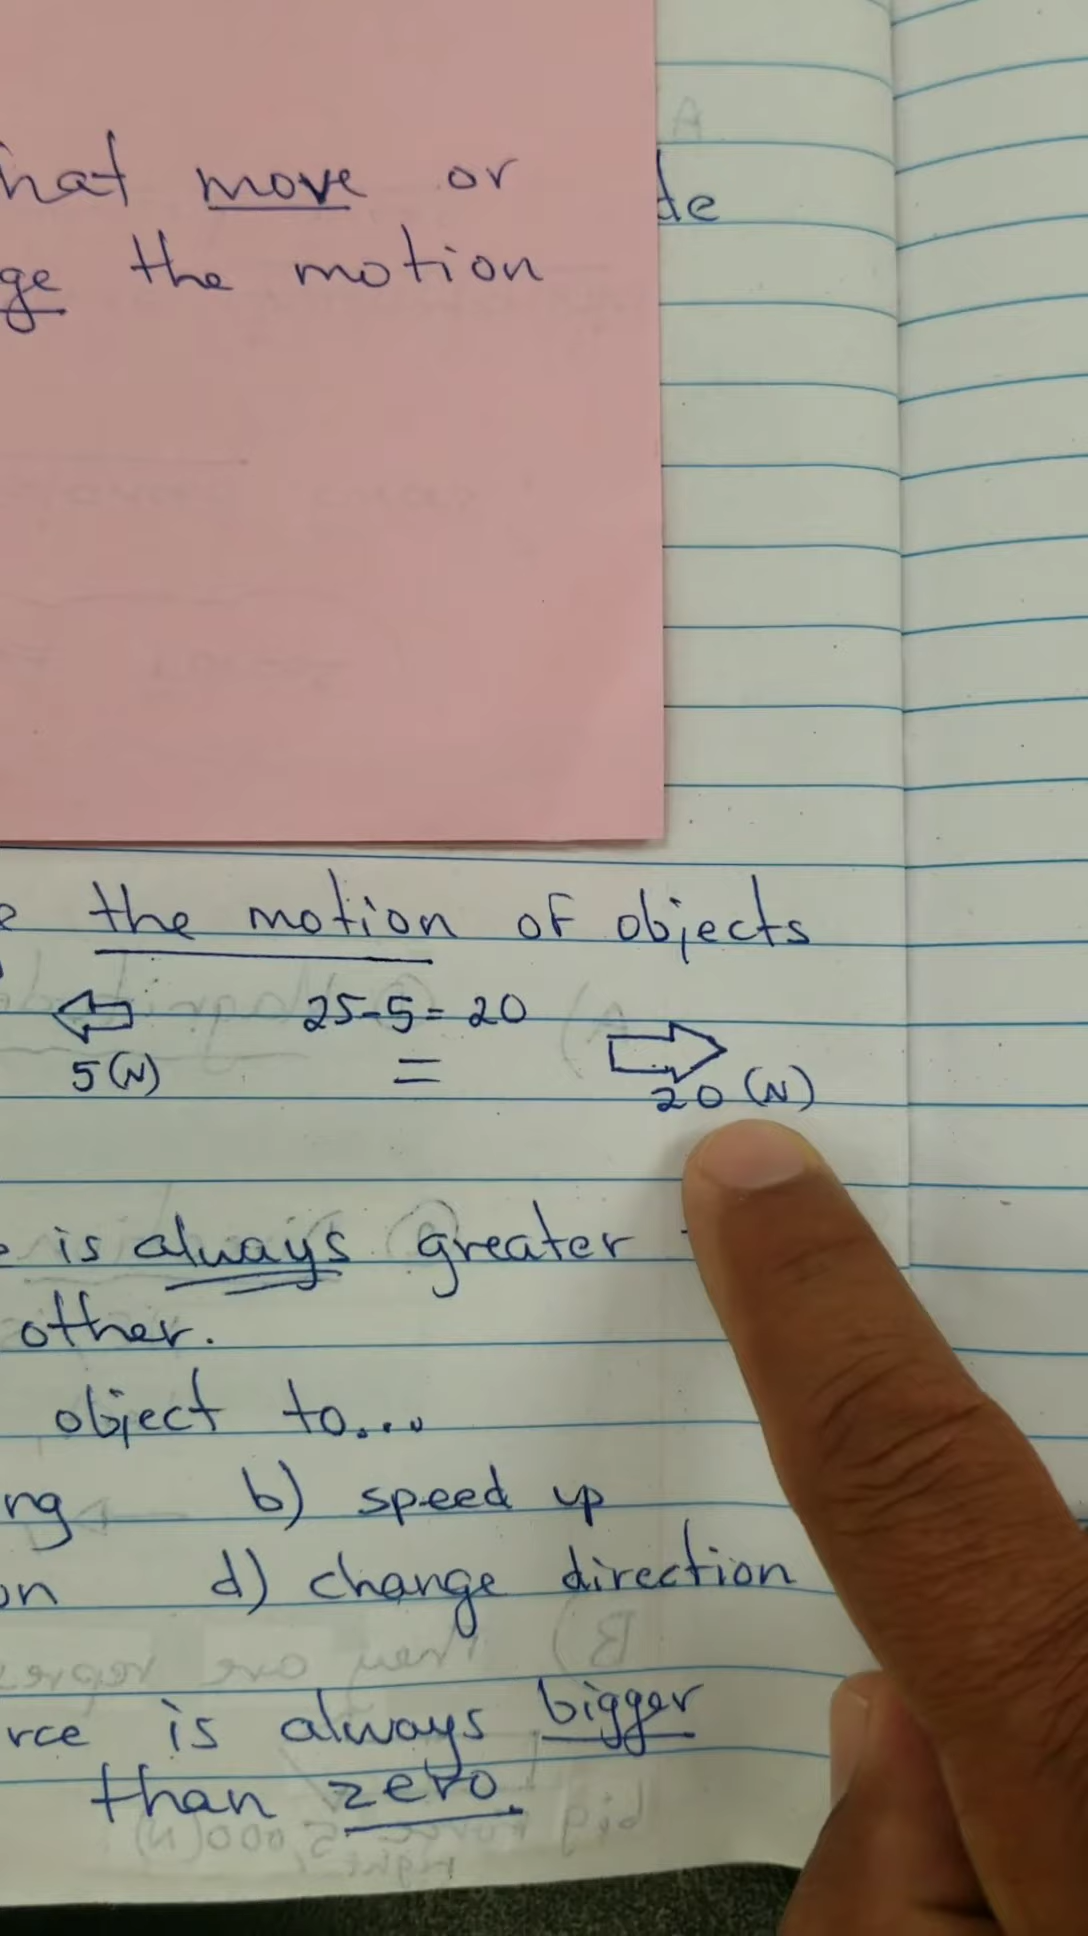 that move or
ge the motion
de
the motion of objects
25-5= 20
5(N) = 20 (N)
is always greater
other.
object to...
ng b) speed up
on d) change direction
rce is always bigger
than zero.